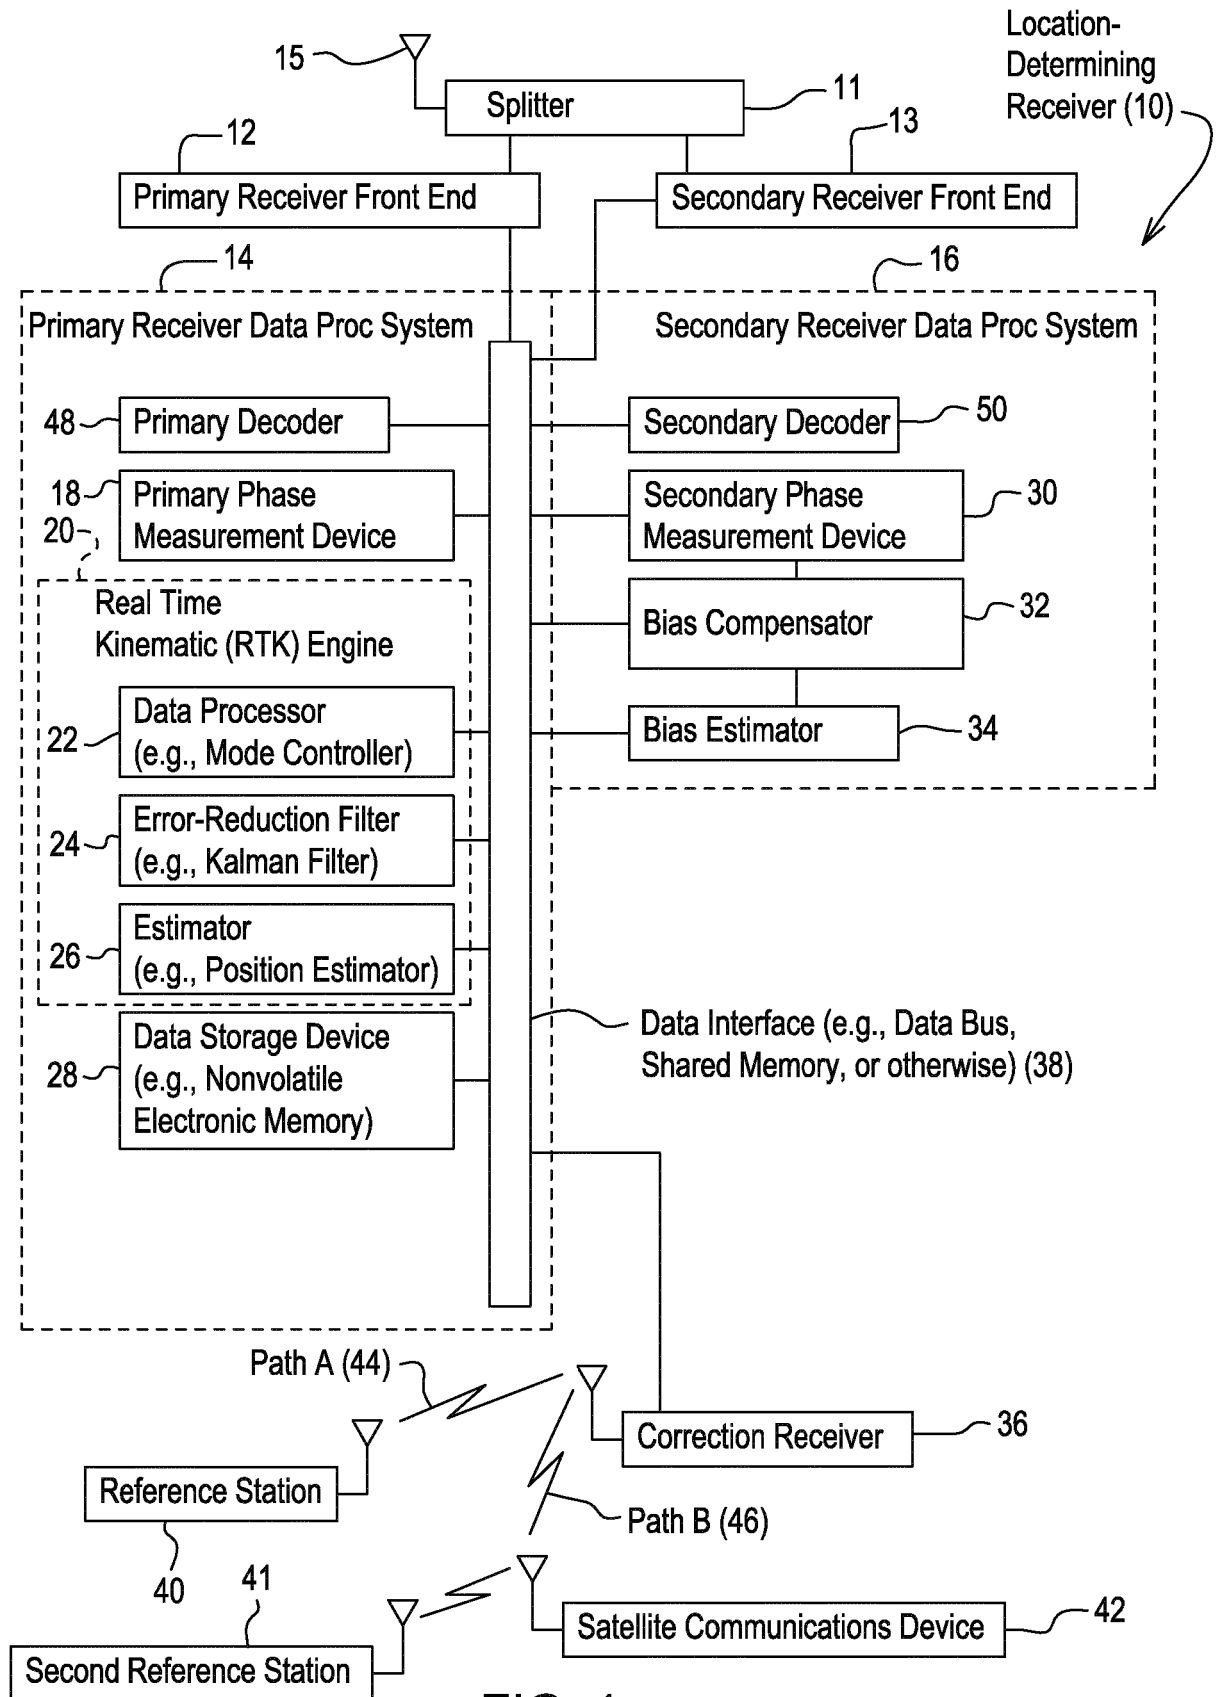 Location-
Determining
Receiver (10)
15
Splitter
11
12
13
Primary Receiver Front End
Secondary Receiver Front End
14
16
Primary Receiver Data Proc System
Secondary Receiver Data Proc System
48
Primary Decoder
Secondary Decoder
50
18
Primary Phase
Measurement Device
Secondary Phase
Measurement Device
30
20
Real Time
Kinematic (RTK) Engine
Bias Compensator
32
22
Data Processor
(e.g., Mode Controller)
Bias Estimator
34
24
Error-Reduction Filter
(e.g., Kalman Filter)
26
Estimator
(e.g., Position Estimator)
28
Data Storage Device
(e.g., Nonvolatile
Electronic Memory)
Data Interface (e.g., Data Bus,
Shared Memory, or otherwise) (38)
Path A (44)
Correction Receiver
36
Reference Station
40
Path B (46)
41
Satellite Communications Device
42
Second Reference Station
FIG. 1